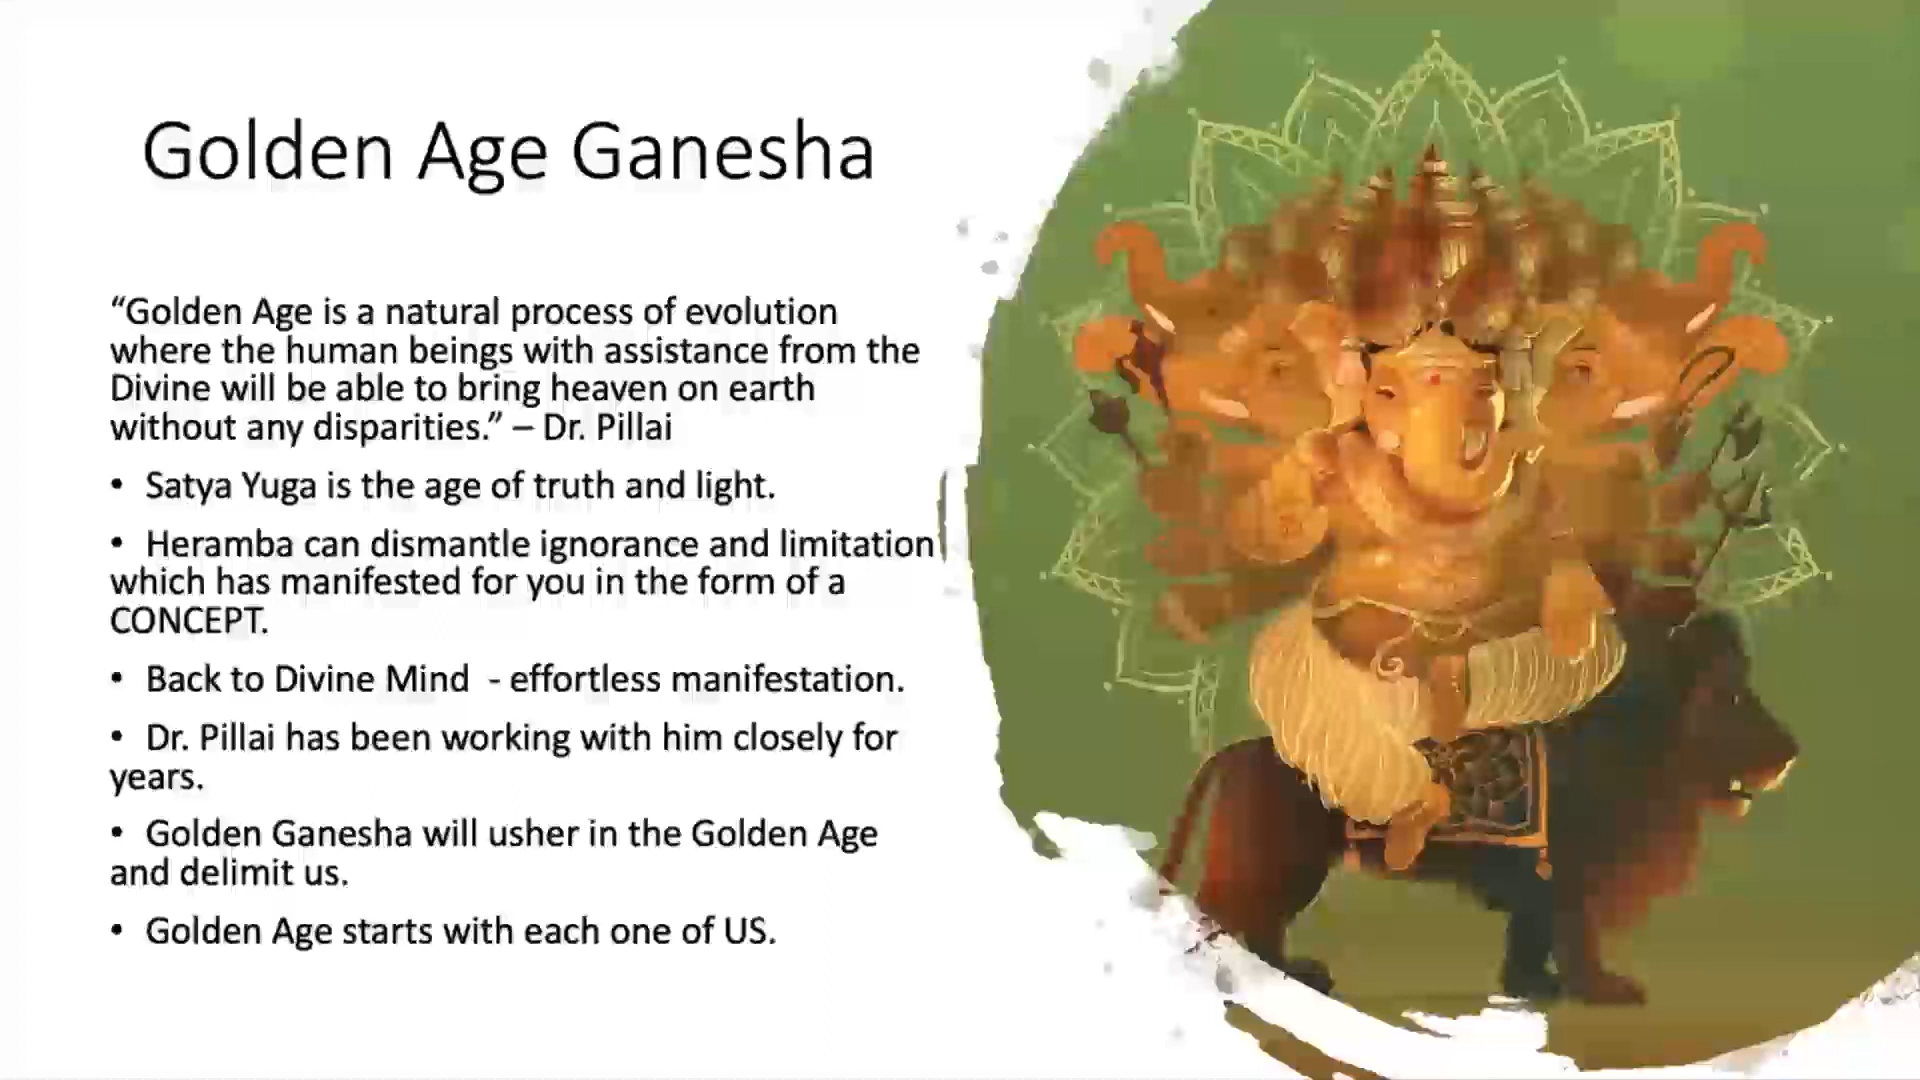 Golden Age Ganesha
“Golden Age is a natural process of evolution
where the human beings with assistance from the
Divine will be able to bring heaven on earth
without any disparities.” – Dr. Pillai
• Satya Yuga is the age of truth and light.
• Heramba can dismantle ignorance and limitation
which has manifested for you in the form of a
CONCEPT.
• Back to Divine Mind - effortless manifestation.
• Dr. Pillai has been working with him closely for
years.
• Golden Ganesha will usher in the Golden Age
and delimit us.
• Golden Age starts with each one of US.